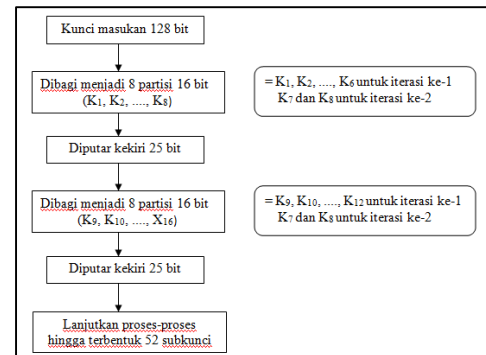 Kunci masukan 128 bit
Dibagi menjadi 8 partisi 16 bit
(K1, K2, ...., K8)
= K1, K2, ...., K6 untuk iterasi ke-1
K7 dan K8 untuk iterasi ke-2
Diputar kekiri 25 bit
Dibagi menjadi 8 partisi 16 bit
(K9, K10, ...., X16)
= K9, K10, ...., K12 untuk iterasi ke-1
K7 dan K8 untuk iterasi ke-2
Diputar kekiri 25 bit
Lanjutkan proses-proses
hingga terbentuk 52 subkunci